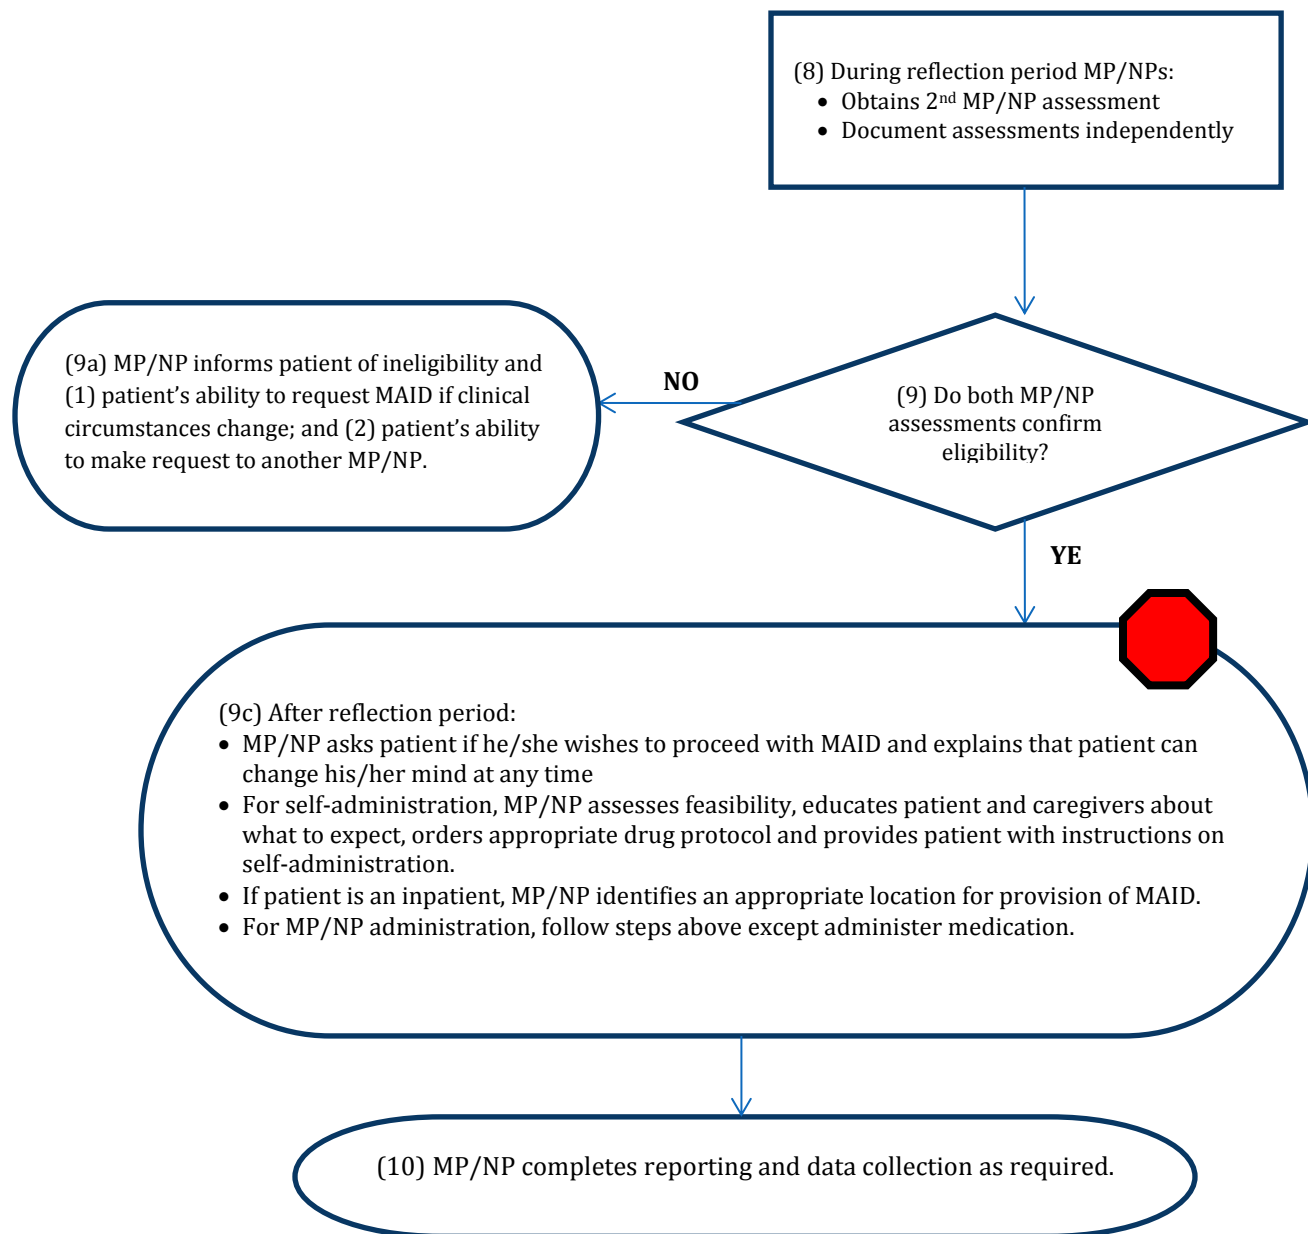 (8) During reflection period MP/NPs:
• Obtains 2nd MP/NP assessment
• Document assessments independently
(9a) MP/NP informs patient of ineligibility and
(1) patient’s ability to request MAID if clinical
circumstances change; and (2) patient’s ability
to make request to another MP/NP.
NO
(9) Do both MP/NP
assessments confirm
eligibility?
YE
(9c) After reflection period:
• MP/NP asks patient if he/she wishes to proceed with MAID and explains that patient can
change his/her mind at any time
• For self-administration, MP/NP assesses feasibility, educates patient and caregivers about
what to expect, orders appropriate drug protocol and provides patient with instructions on
self-administration.
• If patient is an inpatient, MP/NP identifies an appropriate location for provision of MAID.
• For MP/NP administration, follow steps above except administer medication.
(10) MP/NP completes reporting and data collection as required.